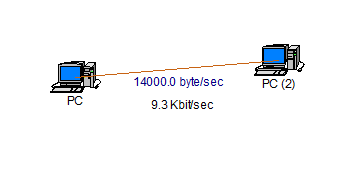 14000.0 byte/sec
PC (2)
PC
9.3 Kbit/sec